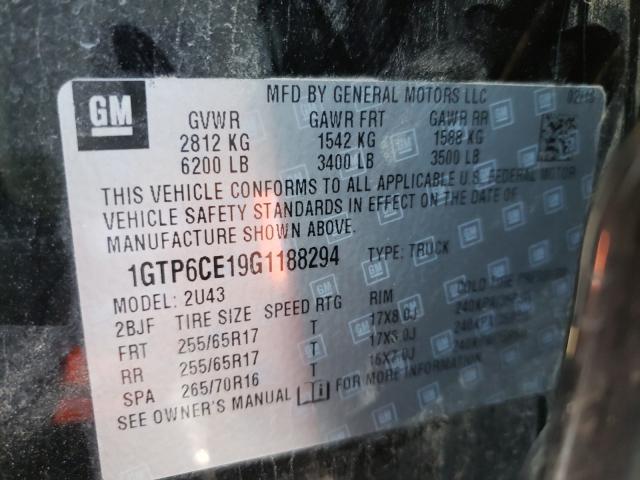 GM
MFD BY GENERAL MOTORS LLC
GVWR GAWR FRT GAWR RR
2812 KG 1542 KG 1588 KG
6200 LB 3400 LB 3500 LB
THIS VEHICLE CONFORMS TO ALL APPLICABLE U.S. FEDERAL MOTOR
VEHICLE SAFETY STANDARDS IN EFFECT ON THE DATE OF
MANUFACTURE SHOWN ABOVE.
1GTP6CE19G1188294 TYPE: TRUCK
MODEL: 2U43
2BJF TIRE SIZE SPEED RTG RIM
FRT 255/65R17 T 17X8.0J
RR 255/65R17 T 17X8.0J
SPA 265/70R16 T 16X7.0J
SEE OWNER'S MANUAL FOR MORE INFORMATION